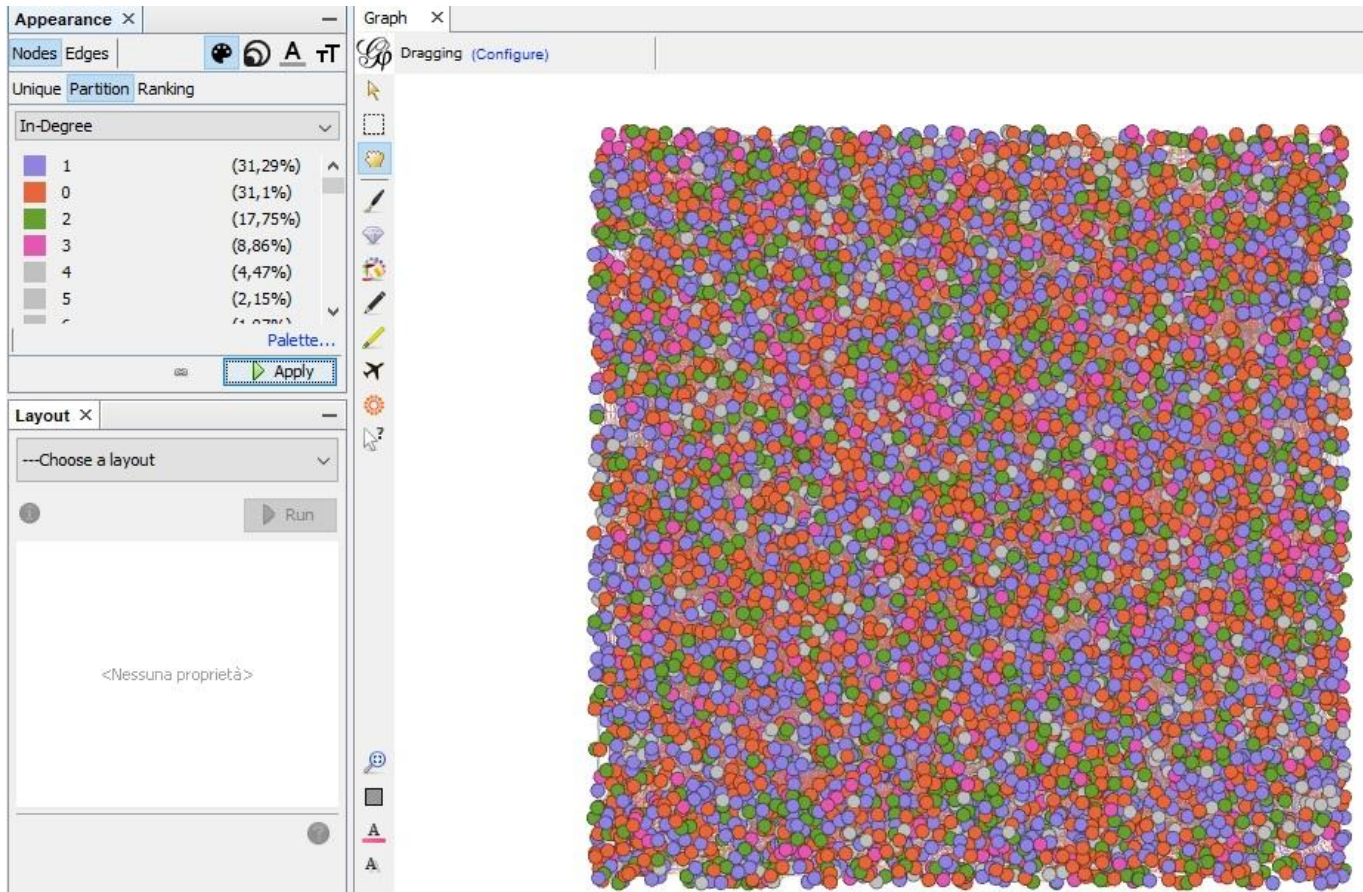 Appearance
Nodes Edges
A
TT
Unique Partition Ranking
In-Degree
1 (31,29%)
0 (31,1%)
2 (17,75%)
3 (8,86%)
4 (4,47%)
5 (2,15%)
Palette...
Apply
Layout
---Choose a layout
Run
<Nessuna proprietà>
Graph
Dragging (Configure)
A
A